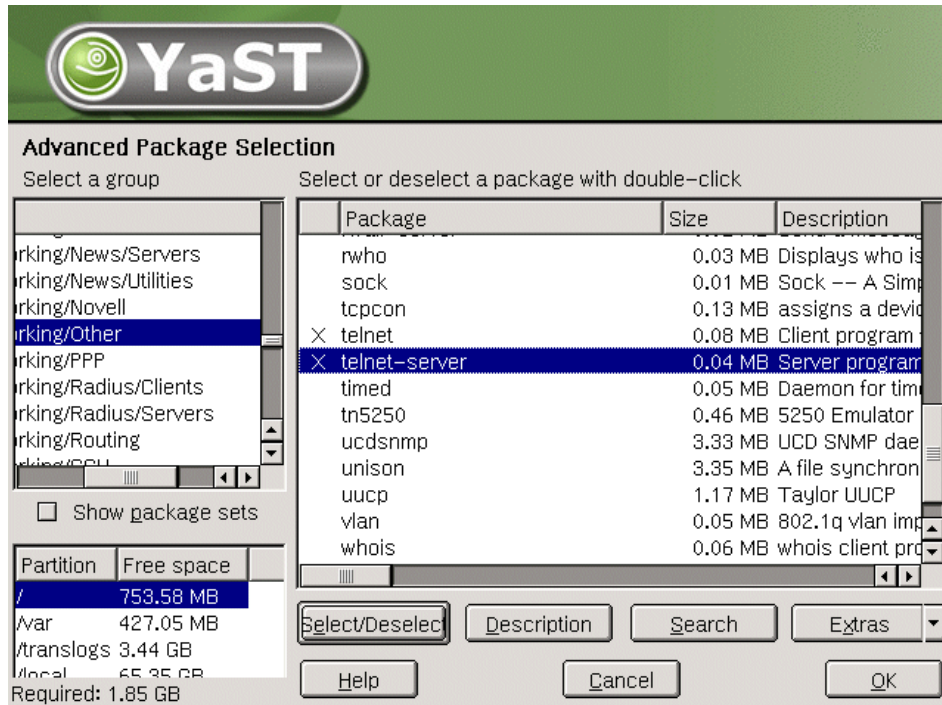 YaST
Advanced Package Selection
Select a group
Select or deselect a package with double-click
Package Size Description
rking/News/Servers
rking/News/Utilities
rking/Novell
rking/Other
rking/PPP
rking/Radius/Clients
rking/Radius/Servers
rking/Routing
rwho 0.03 MB Displays who is
sock 0.01 MB Sock -- A Sim
tcpcon 0.13 MB assigns a devic
X telnet 0.08 MB Client program
X telnet-server 0.04 MB Server program
timed 0.05 MB Daemon for tim
tn5250 0.46 MB 5250 Emulator
ucdsnmp 3.33 MB UCD SNMP dae
unison 3.35 MB A file synchron
uucp 1.17 MB Taylor UUCP
vlan 0.05 MB 802.1q vlan imp
whois 0.06 MB whois client pro
Show package sets
Partition Free space
/ 753.58 MB
/var 427.05 MB
/translogs 3.44 GB
/local 65.35 GB
Required: 1.85 GB
Select/Deselect Description Search Extras
Help Cancel OK